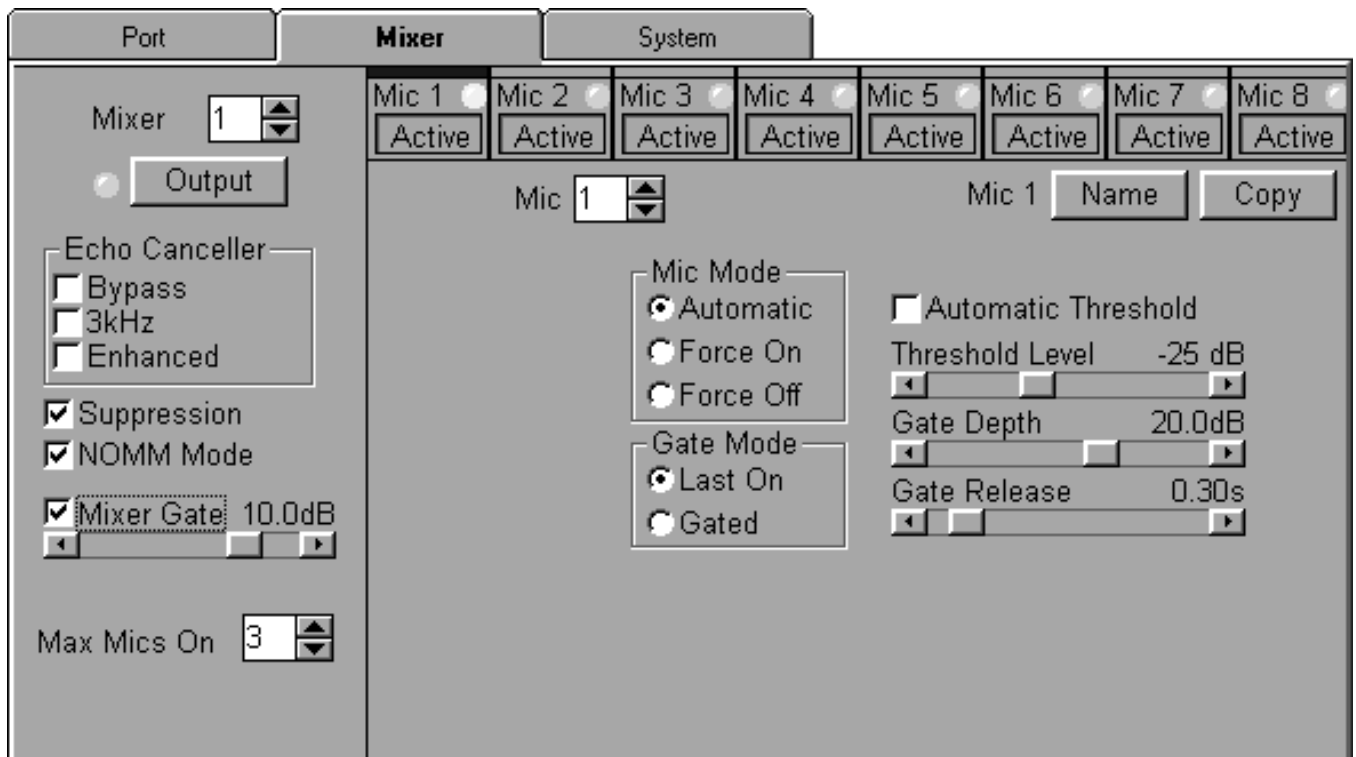 Port Mixer System
Mic 1 Mic 2 Mic 3 Mic 4 Mic 5 Mic 6 Mic 7 Mic 8
Active Active Active Active Active Active Active Active
Mixer 1
Output
Echo Canceller
Bypass
3kHz
Enhanced
Suppression
NOMM Mode
Mixer Gate 10.0dB
Max Mics On 3
Mic 1
Mic 1 Name Copy
Mic Mode
Automatic
Force On
Force Off
Gate Mode
Last On
Gated
Automatic Threshold
Threshold Level -25 dB
Gate Depth 20.0dB
Gate Release 0.30s